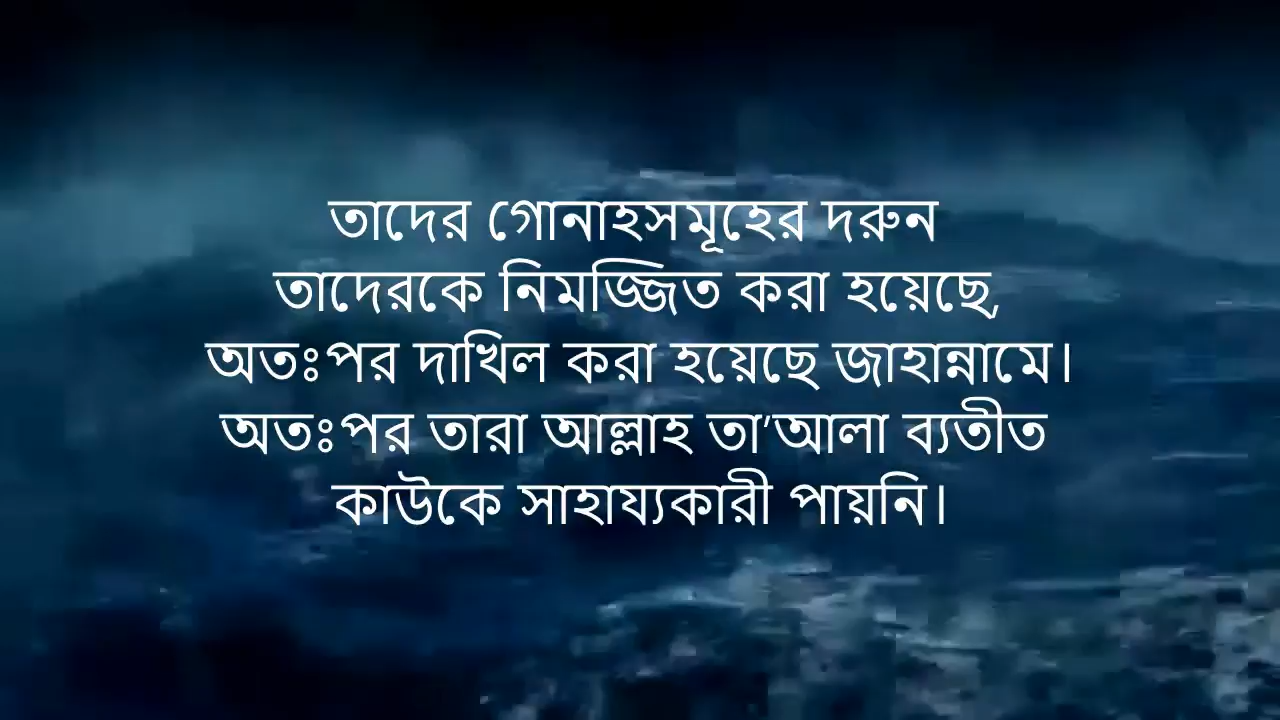 তাদের গোনাহসমূহের দরুন
তাদেরকে নিমজ্জিত করা হয়েছে,
অতঃপর দাখিল করা হয়েছে জাহান্নামে।
অতঃপর তারা আল্লাহ তা’আলা ব্যতীত
কাউকে সাহায্যকারী পায়নি।